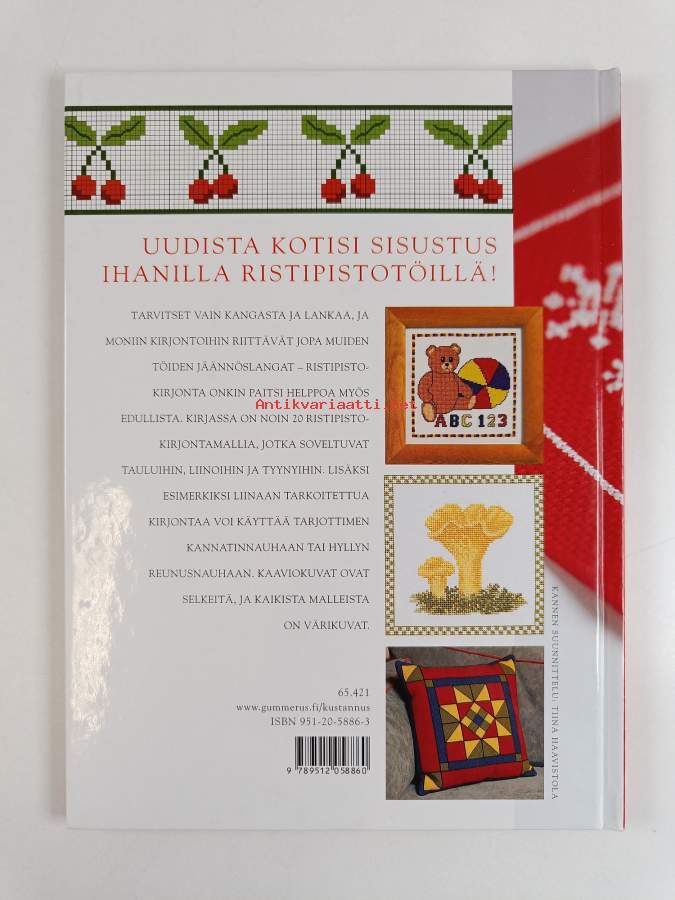 UUDISTA KOTISI SISUSTUS
IHANILLA RISTIPISTOTÖILLÄ!
TARVITSET VAIN KANGASTA JA LANKAA, JA
MONIIN KIRJONTOIHIN RIITTÄVÄT JOPA MUIDEN
TÖIDEN JÄÄNNÖSLANGAT – RISTIPISTO-
KIRJONTA ONKIN PAITSI HELPPOA MYÖS
EDULLISTA. KIRJASSA ON NOIN 20 RISTIPISTO-
KIRJONTAMALLIA, JOTKA SOVELTUVAT
TAULUIHIN, LIINOIHIN JA TYYNYIHIN. LISÄKSI
ESIMERKIKSI LIINAAN TARKOITETTUA
KIRJONTAA VOI KÄYTTÄÄ TARJOTTIMEN
KANNATINNAUHAAN TAI HYLLYN
REUNUSNAUHAAN. KAAVIOKUVAT OVAT
SELKEITÄ, JA KAIKISTA MALLEISTA
ON VÄRIKUVAT.
Antikvariaatti.net
ABC 123
65.421
www.gummerus.fi/kustannus
ISBN 951-20-5886-3
9 789512 058860
KANNEN SUUNNITTELU: TIINA HAAVISTOLA